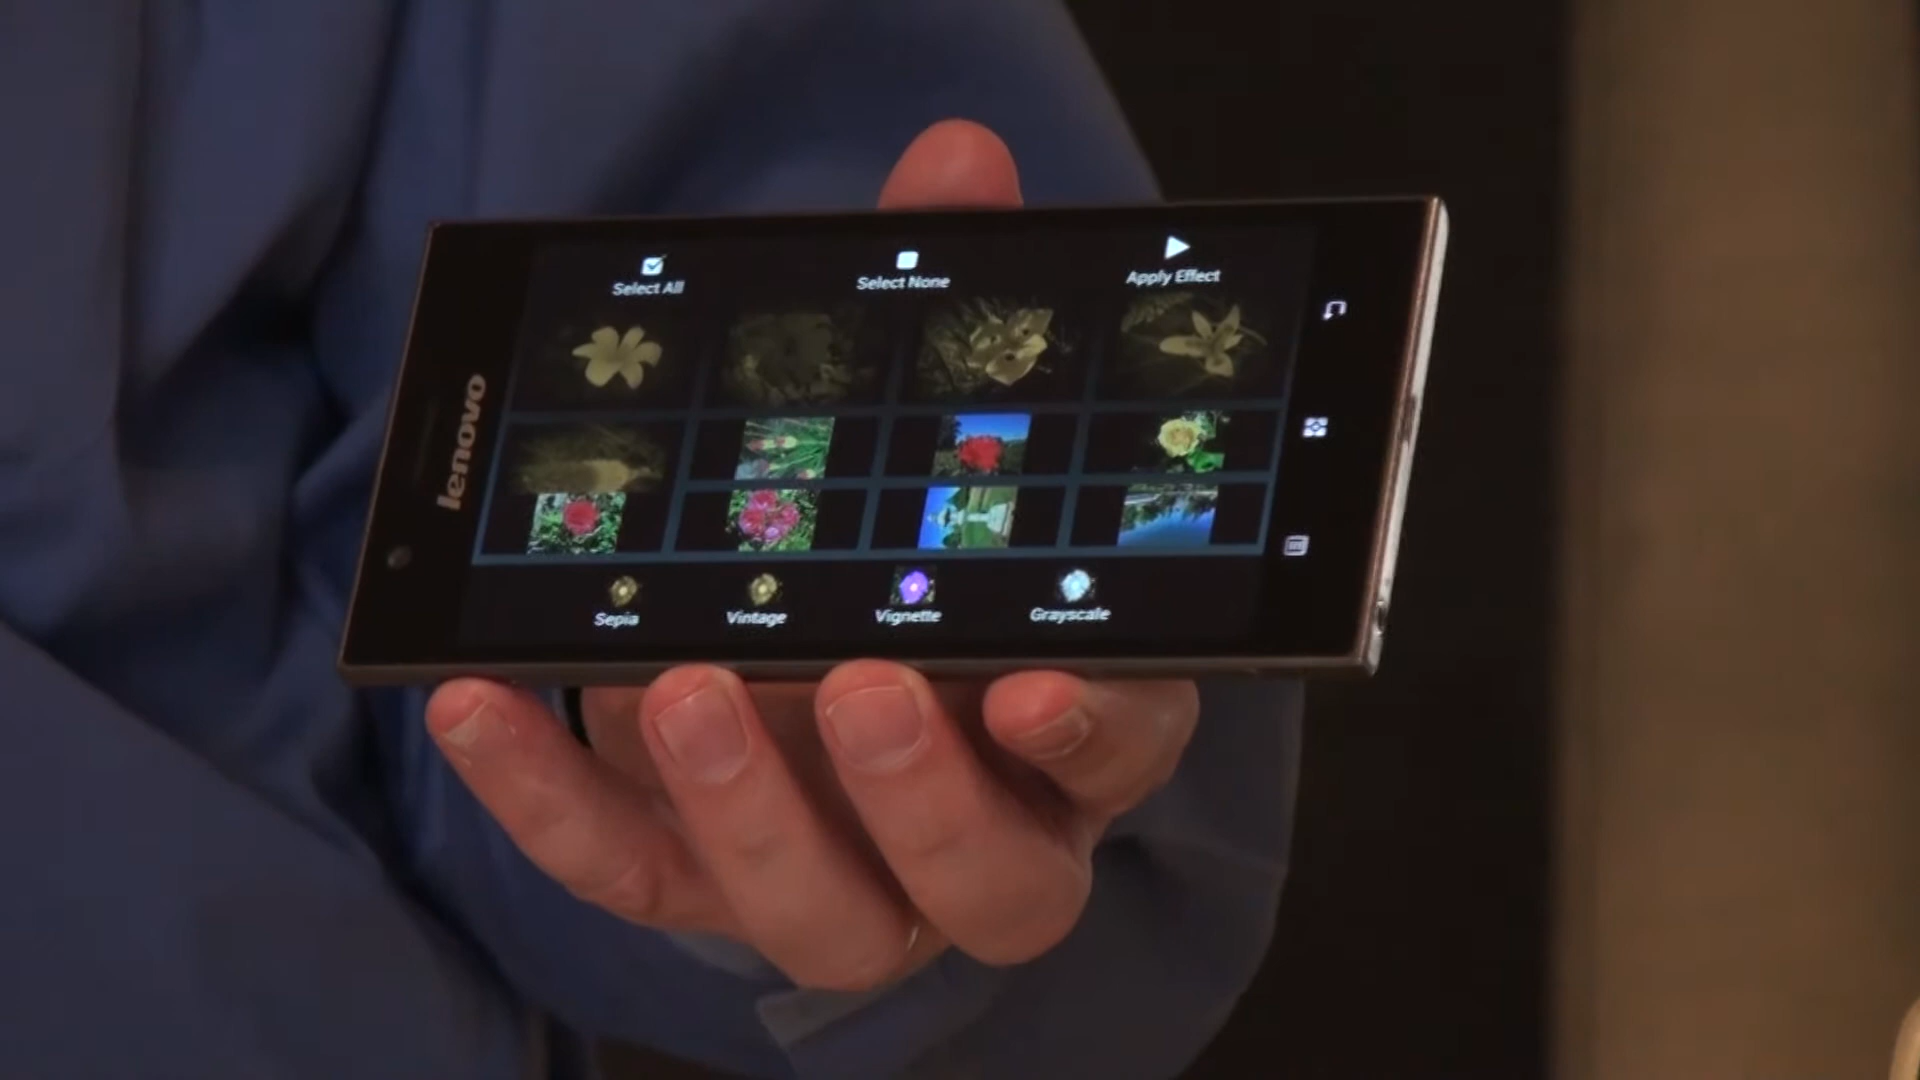 Select All
Select None
Apply Effect
lenovo
Sepia
Vintage
Vignette
Grayscale